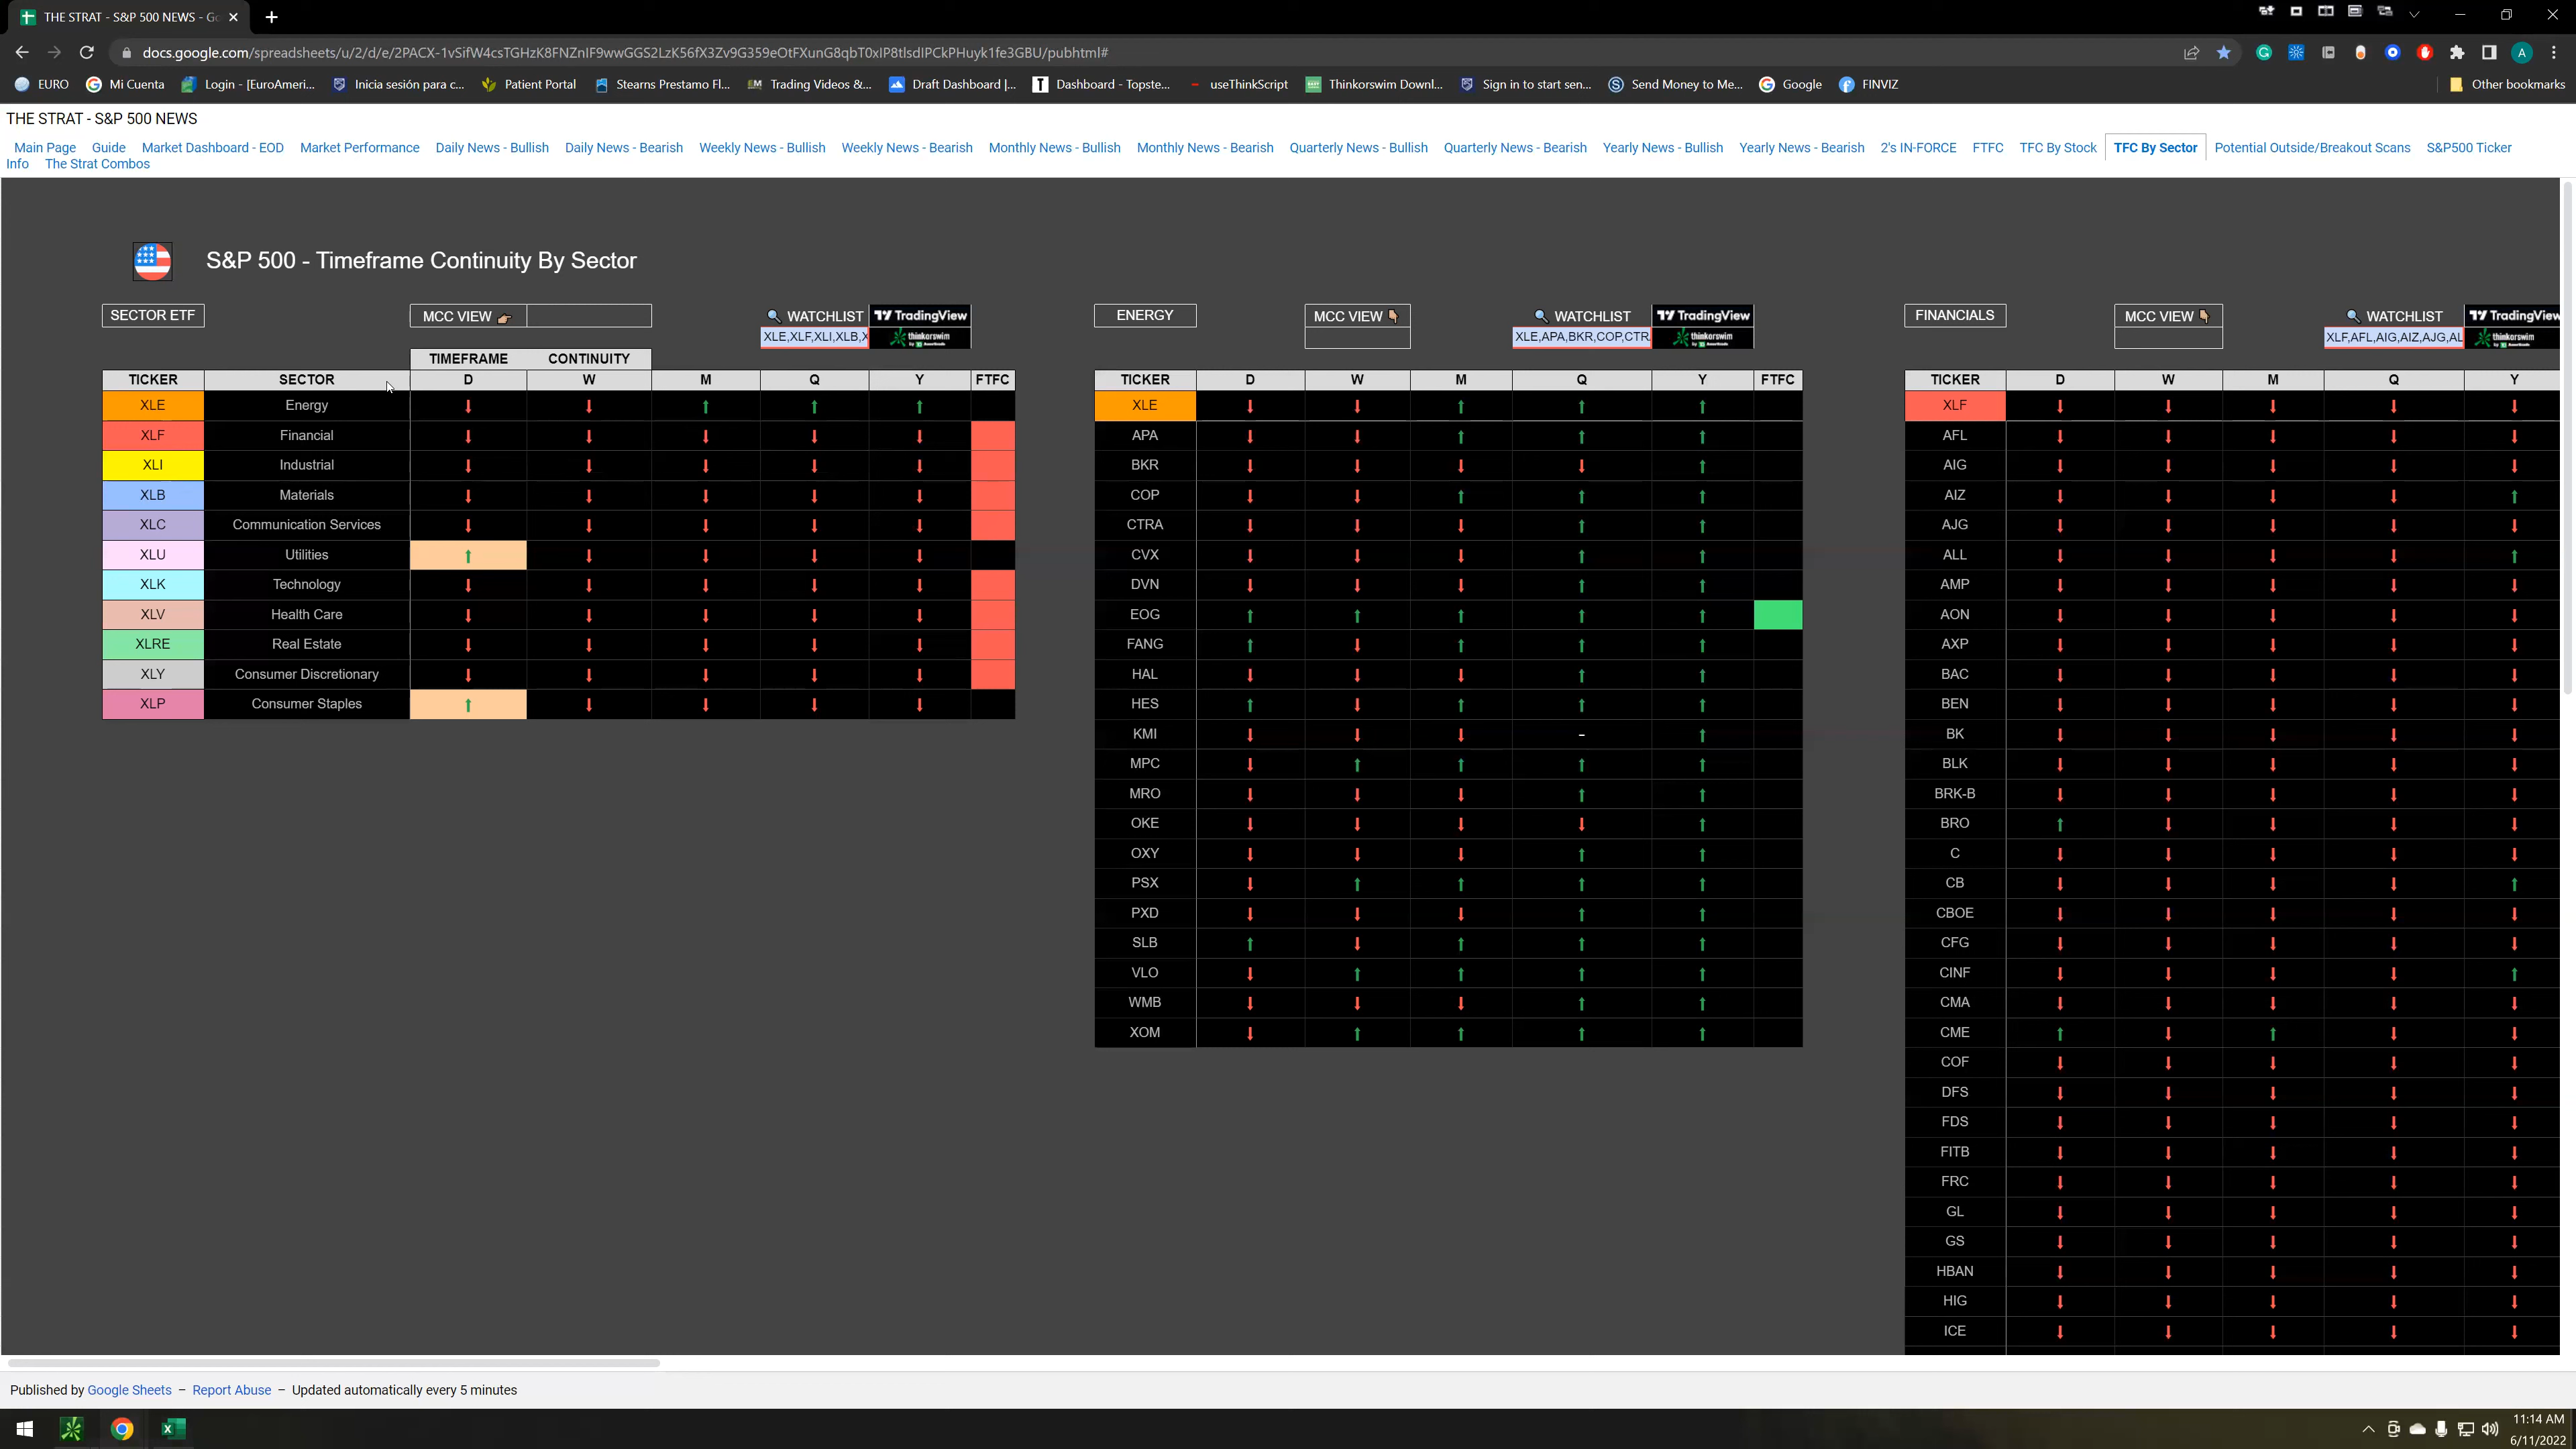 THE STRAT - S&P 500 NEWS - Go
docs.google.com/spreadsheets/u/2/d/e/2PACX-1vSifW4csTGHzK8FNZnIF9wwGGS2LzK56fX3Zv9G359eOtFXunG8qbT0xIP8tlsdIPCkPHuyk1fe3GBU/pubhtml#
EURO Mi Cuenta Login - [EuroAmeri... Inicia sesión para c... Patient Portal Stearns Prestamo Fl... Trading Videos &... Draft Dashboard |... Dashboard - Topste... useThinkScript Thinkorswim Downl... Sign in to start sen... Send Money to Me... Google FINVIZ Other bookmarks
THE STRAT - S&P 500 NEWS
Main Page Guide Market Dashboard - EOD Market Performance Daily News - Bullish Daily News - Bearish Weekly News - Bullish Weekly News - Bearish Monthly News - Bullish Monthly News - Bearish Quarterly News - Bullish Quarterly News - Bearish Yearly News - Bullish Yearly News - Bearish 2's IN-FORCE FTFC TFC By Stock TFC By Sector Potential Outside/Breakout Scans S&P500 Ticker
Info The Strat Combos
S&P 500 - Timeframe Continuity By Sector
SECTOR ETF MCC VIEW WATCHLIST TradingView ENERGY MCC VIEW WATCHLIST TradingView FINANCIALS MCC VIEW WATCHLIST TradingView
XLE,XLF,XLI,XLB,X thinkorswim XLE,APA,BKR,COP,CTR thinkorswim XLF,AFL,AIG,AIZ,AJG,AL thinkorswim
TIMEFRAME CONTINUITY
TICKER SECTOR D W M Q Y FTFC TICKER D W M Q Y FTFC TICKER D W M Q Y
XLE Energy ↓ ↓ ↑ ↑ ↑ XLE ↓ ↓ ↑ ↑ ↑ XLF ↓ ↓ ↓ ↓ ↓
XLF Financial ↓ ↓ ↓ ↓ ↓ APA ↓ ↓ ↑ ↑ ↑ AFL ↓ ↓ ↓ ↓ ↓
XLI Industrial ↓ ↓ ↓ ↓ ↓ BKR ↓ ↓ ↓ ↓ ↑ AIG ↓ ↓ ↓ ↓ ↓
XLB Materials ↓ ↓ ↓ ↓ ↓ COP ↓ ↓ ↑ ↑ ↑ AIZ ↓ ↓ ↓ ↓ ↑
XLC Communication Services ↓ ↓ ↓ ↓ ↓ CTRA ↓ ↓ ↓ ↑ ↑ AJG ↓ ↓ ↓ ↓ ↓
XLU Utilities ↑ ↓ ↓ ↓ ↓ CVX ↓ ↓ ↓ ↑ ↑ ALL ↓ ↓ ↓ ↓ ↑
XLK Technology ↓ ↓ ↓ ↓ ↓ DVN ↓ ↓ ↓ ↑ ↑ AMP ↓ ↓ ↓ ↓ ↓
XLV Health Care ↓ ↓ ↓ ↓ ↓ EOG ↑ ↑ ↑ ↑ ↑ AON ↓ ↓ ↓ ↓ ↓
XLRE Real Estate ↓ ↓ ↓ ↓ ↓ FANG ↑ ↓ ↑ ↑ ↑ AXP ↓ ↓ ↓ ↓ ↓
XLY Consumer Discretionary ↓ ↓ ↓ ↓ ↓ HAL ↓ ↓ ↓ ↑ ↑ BAC ↓ ↓ ↓ ↓ ↓
XLP Consumer Staples ↑ ↓ ↓ ↓ ↓ HES ↑ ↓ ↑ ↑ ↑ BEN ↓ ↓ ↓ ↓ ↓
KMI ↓ ↓ ↓ - ↑ BK ↓ ↓ ↓ ↓ ↓
MPC ↓ ↑ ↑ ↑ ↑ BLK ↓ ↓ ↓ ↓ ↓
MRO ↓ ↓ ↓ ↑ ↑ BRK-B ↓ ↓ ↓ ↓ ↓
OKE ↓ ↓ ↓ ↓ ↑ BRO ↑ ↓ ↓ ↓ ↓
OXY ↓ ↓ ↓ ↑ ↑ C ↓ ↓ ↓ ↓ ↓
PSX ↓ ↑ ↑ ↑ ↑ CB ↓ ↓ ↓ ↓ ↑
PXD ↓ ↓ ↓ ↑ ↑ CBOE ↓ ↓ ↓ ↓ ↓
SLB ↑ ↓ ↑ ↑ ↑ CFG ↓ ↓ ↓ ↓ ↓
VLO ↓ ↑ ↑ ↑ ↑ CINF ↓ ↓ ↓ ↓ ↑
WMB ↓ ↓ ↓ ↑ ↑ CMA ↓ ↓ ↓ ↓ ↓
XOM ↓ ↑ ↑ ↑ ↑ CME ↑ ↓ ↑ ↓ ↓
COF ↓ ↓ ↓ ↓ ↓
DFS ↓ ↓ ↓ ↓ ↓
FDS ↓ ↓ ↓ ↓ ↓
FITB ↓ ↓ ↓ ↓ ↓
FRC ↓ ↓ ↓ ↓ ↓
GL ↓ ↓ ↓ ↓ ↓
GS ↓ ↓ ↓ ↓ ↓
HBAN ↓ ↓ ↓ ↓ ↓
HIG ↓ ↓ ↓ ↓ ↓
ICE ↓ ↓ ↓ ↓ ↓
Published by Google Sheets – Report Abuse – Updated automatically every 5 minutes
11:14 AM
6/11/2022